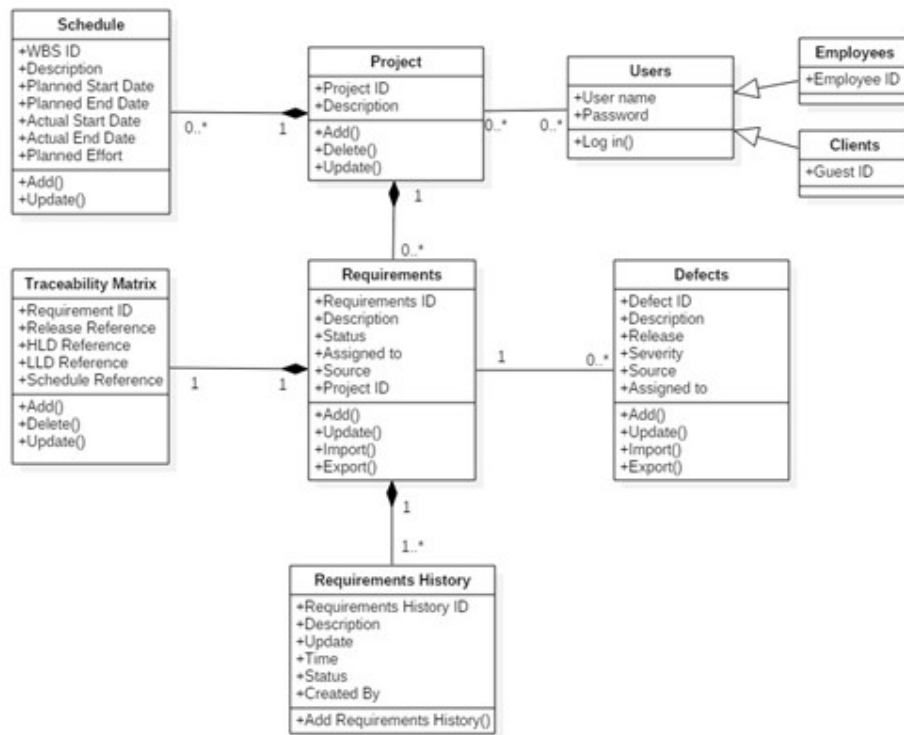 Schedule
+WBS ID
+Description
+Planned Start Date
+Planned End Date
+Actual Start Date
+Actual End Date
+Planned Effort
+Add()
+Update()
0..*
1
Project
+Project ID
+Description
+Add()
+Delete()
+Update()
0..*
0..*
Users
+User name
+Password
+Log in()
Employees
+Employee ID
Clients
+Guest ID
1
0..*
Traceability Matrix
+Requirement ID
+Release Reference
+HLD Reference
+LLD Reference
+Schedule Reference
+Add()
+Delete()
+Update()
1
1
Requirements
+Requirements ID
+Description
+Status
+Assigned to
+Source
+Project ID
+Add()
+Update()
+Import()
+Export()
1
0..*
Defects
+Defect ID
+Description
+Release
+Severity
+Source
+Assigned to
+Add()
+Update()
+Import()
+Export()
1
1..*
Requirements History
+Requirements History ID
+Description
+Update
+Time
+Status
+Created By
+Add Requirements History()